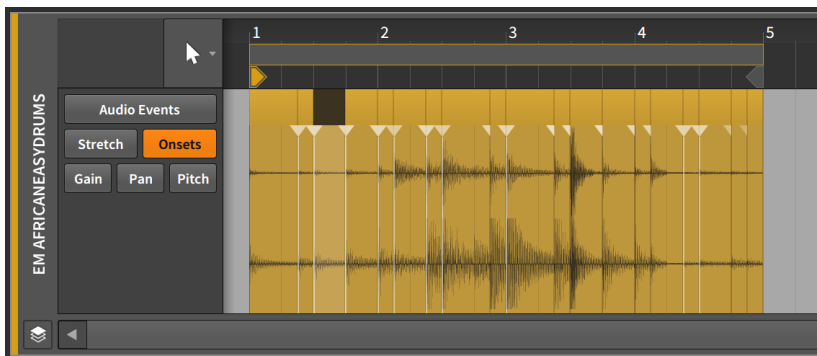 1 2 3 4 5
EM AFRICANEASYDRUMS
Audio Events
Stretch Onsets
Gain Pan Pitch